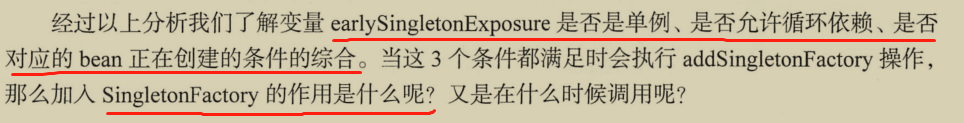 经过以上分析我们了解变量 earlySingletonExposure 是否是单例、是否允许循环依赖、是否
对应的 bean 正在创建的条件的综合。当这 3 个条件都满足时会执行 addSingletonFactory 操作，
那么加入 SingletonFactory 的作用是什么呢？又是在什么时候调用呢？